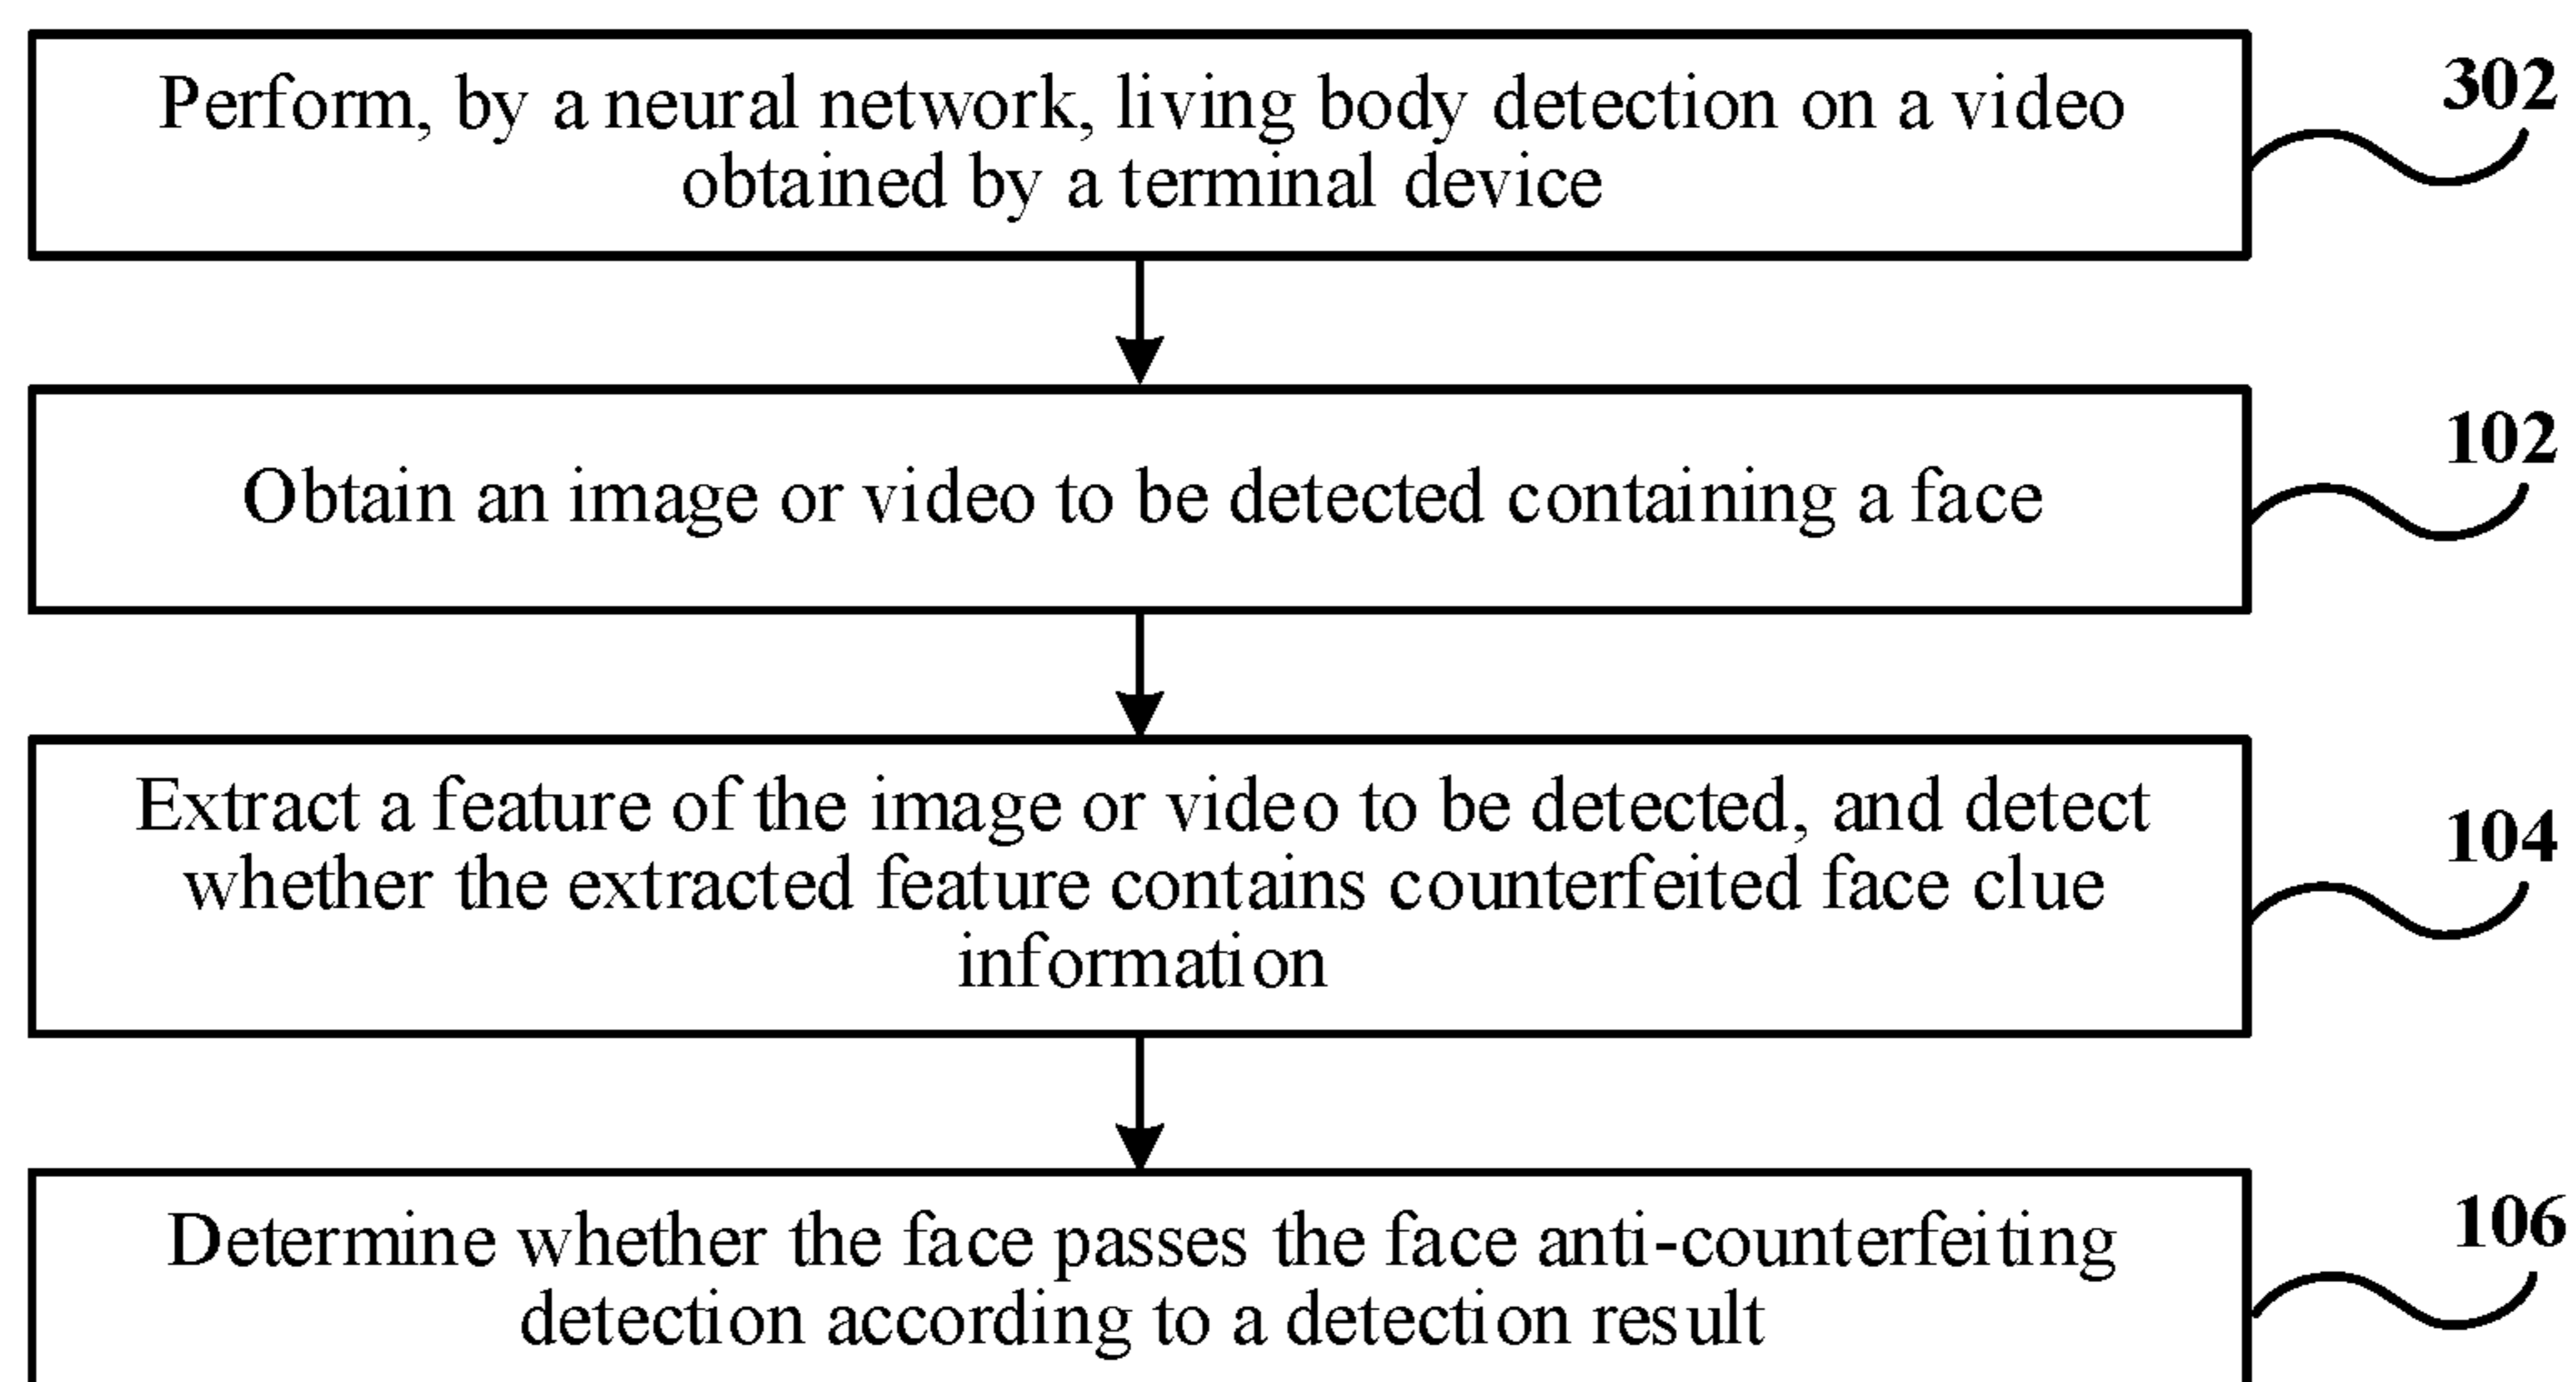 Perform, by a neural network, living body detection on a video
obtained by a terminal device
302
Obtain an image or video to be detected containing a face
102
Extract a feature of the image or video to be detected, and detect
whether the extracted feature contains counterfeited face clue
information
104
Determine whether the face passes the face anti-counterfeiting
detection according to a detection result
106